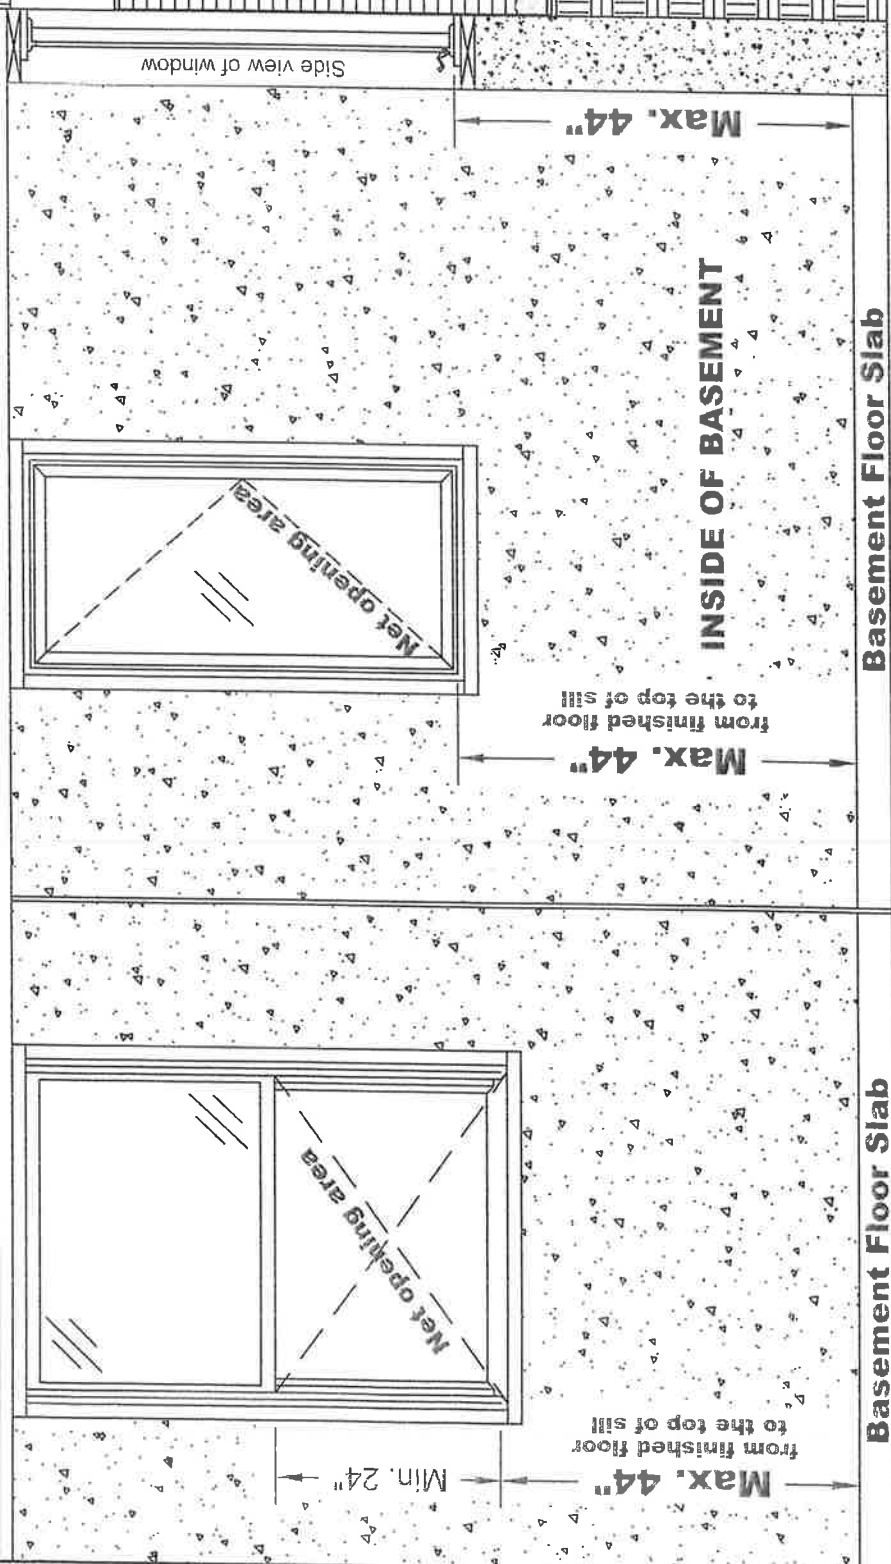 Side view of window
Max. 44"
Net opening area
INSIDE OF BASEMENT
Max. 44"
from finished floor
to the top of sill
Basement Floor Slab
Net opening area
Min. 24"
Max. 44"
from finished floor
to the top of sill
Basement Floor Slab